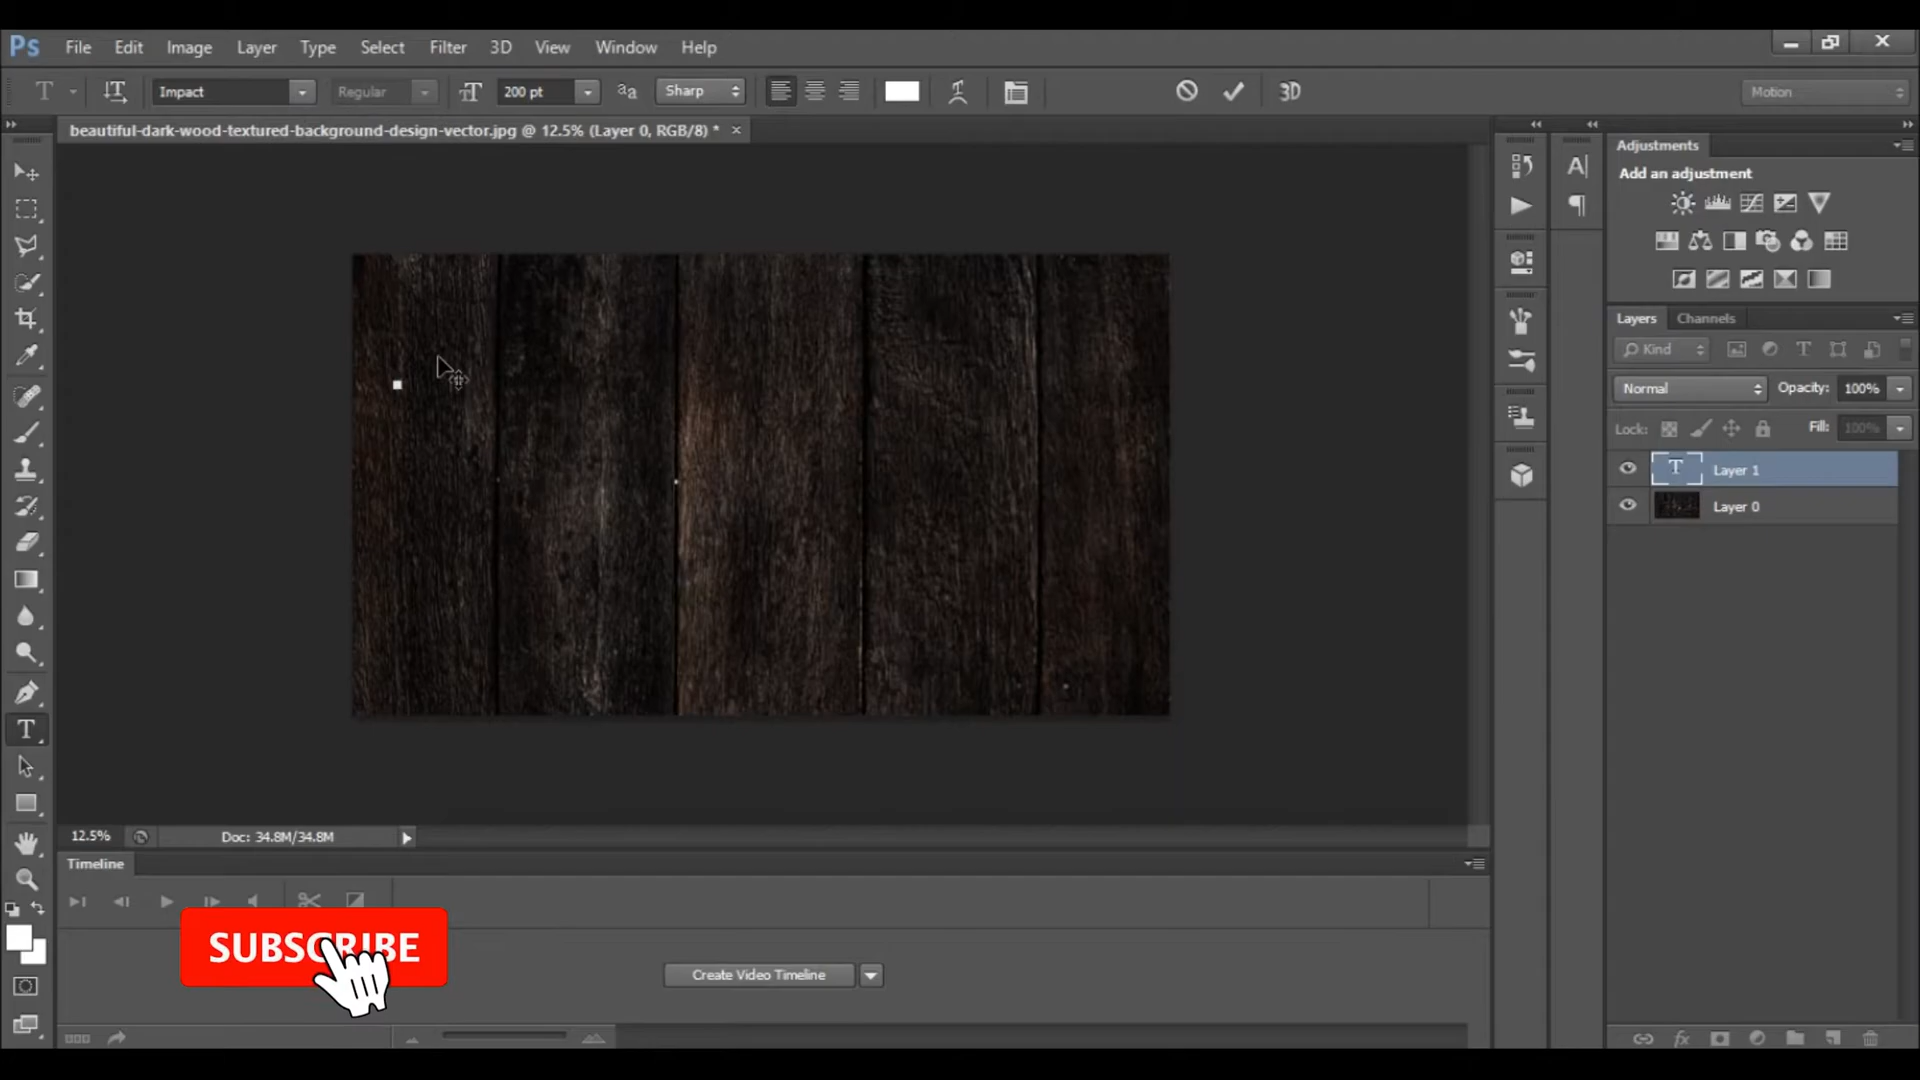 Ps File Edit Image Layer Type Select Filter 3D View Window Help
T Impact Regular 200 pt aa Sharp 3D Motion
beautiful-dark-wood-textured-background-design-vector.jpg @ 12.5% (Layer 0, RGB/8) * ×
Adjustments
Add an adjustment
Layers Channels
Kind
Normal Opacity: 100%
Lock: Fill: 100%
T Layer 1
Layer 0
12.5% Doc: 34.8M/34.8M
Timeline
SUBSCRIBE
Create Video Timeline
fx